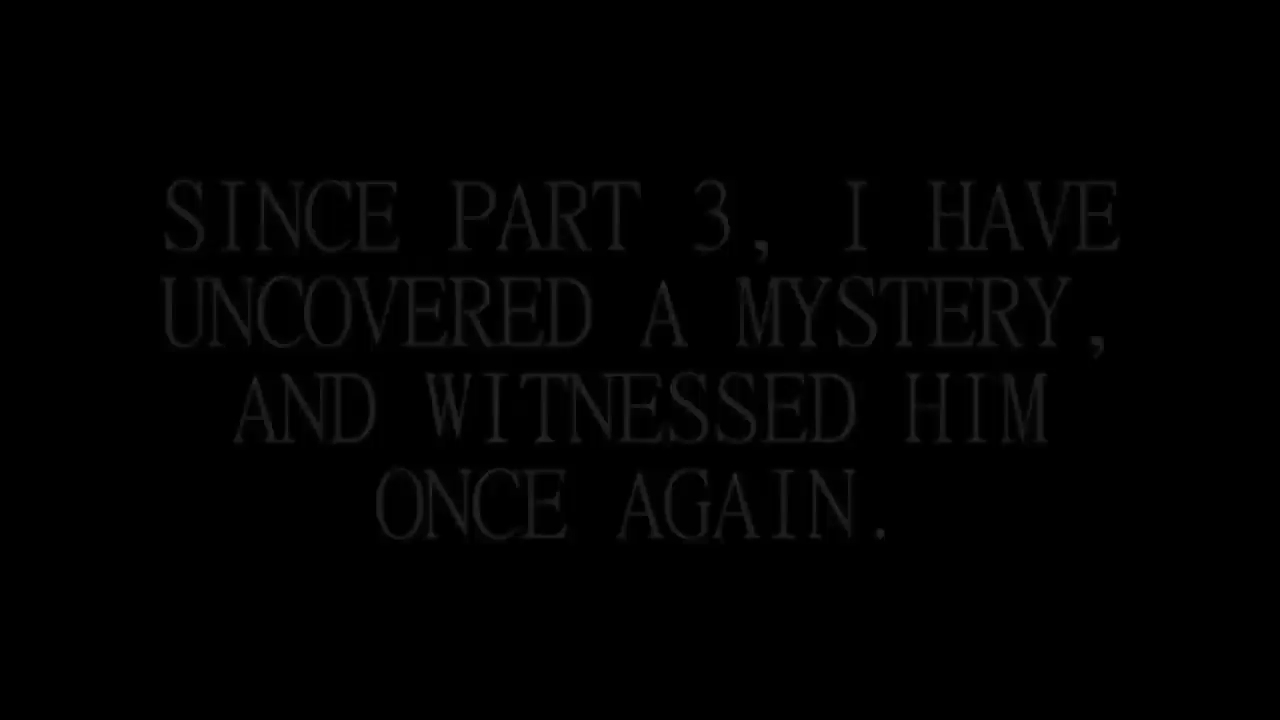 SINCE PART 3, I HAVE
UNCOVERED A MYSTERY,
AND WITNESSED HIM
ONCE AGAIN.